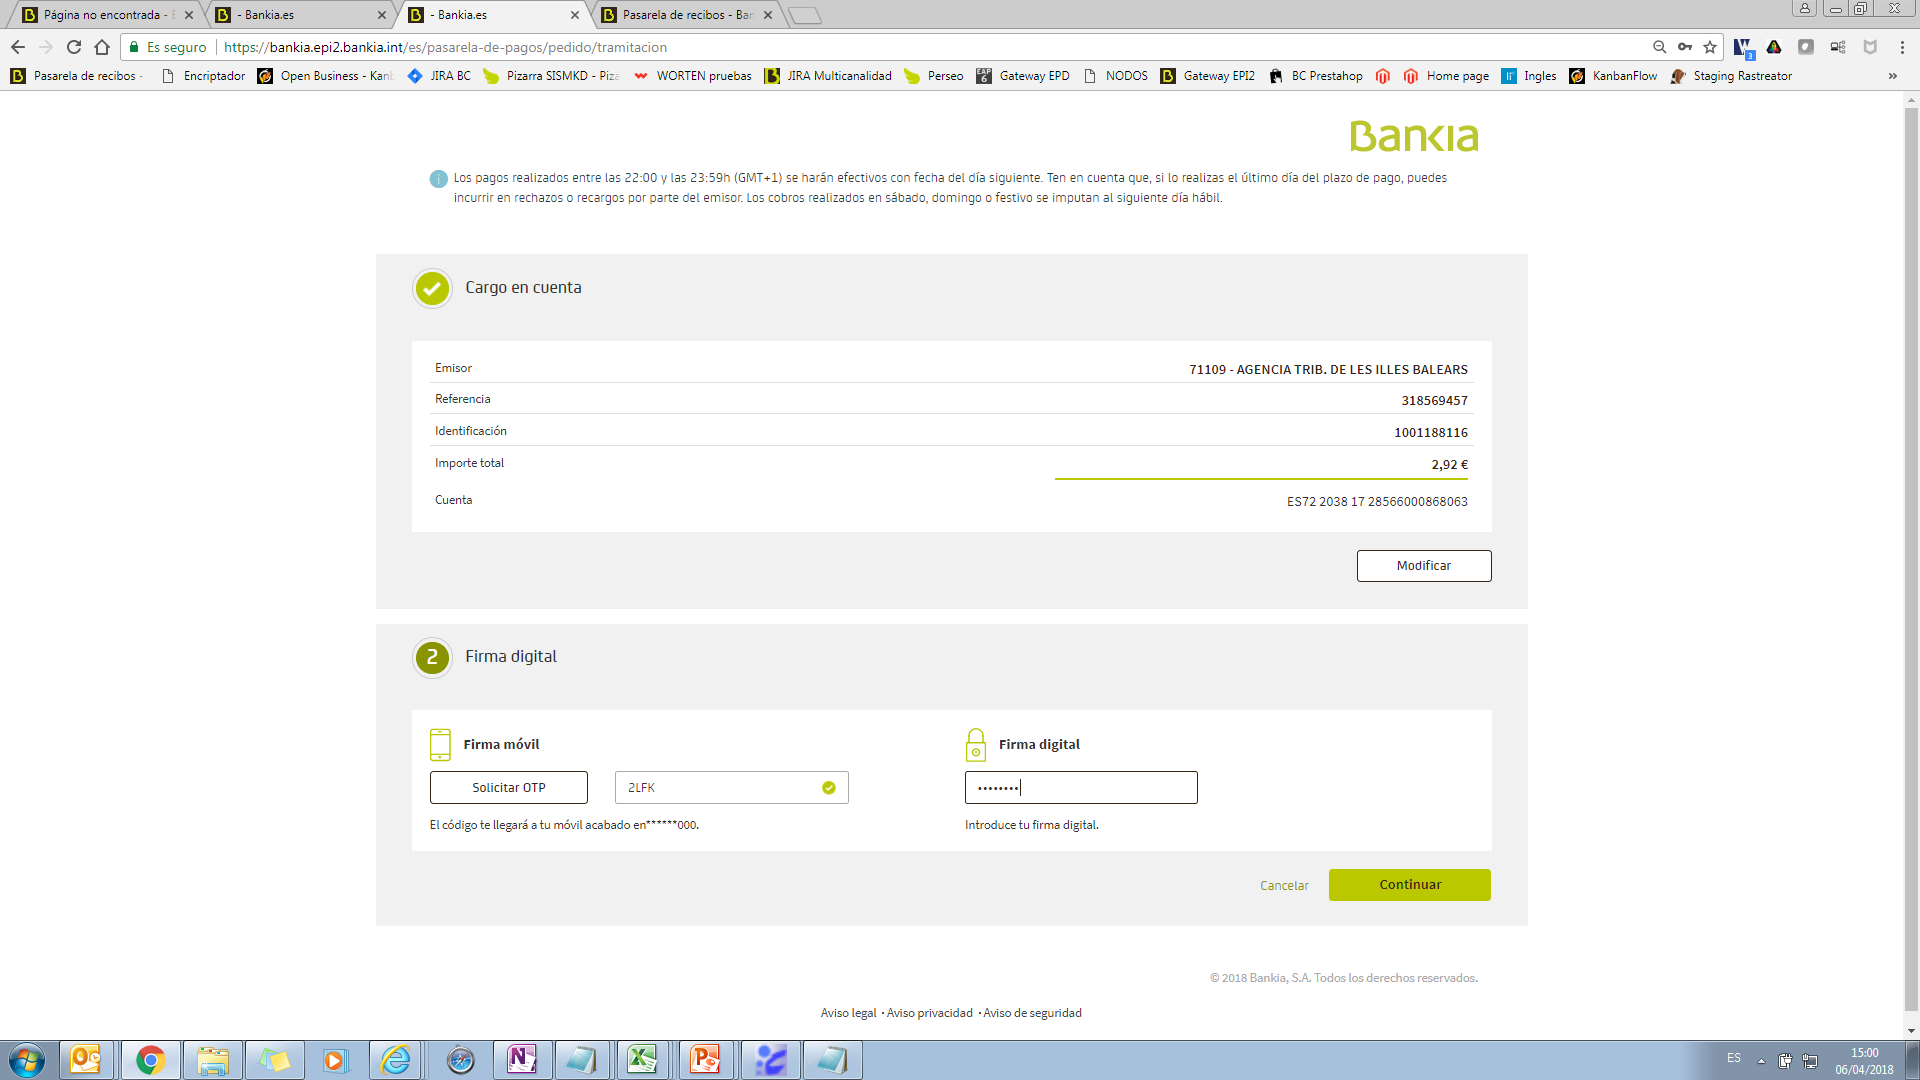 Página no encontrada - B
- Bankia.es
- Bankia.es
Pasarela de recibos - Ban
Es seguro
https://bankia.epi2.bankia.int/es/pasarela-de-pagos/pedido/tramitacion
3
Pasarela de recibos -
Encriptador
Open Business - Kanb
JIRA BC
Pizarra SISMKD - Piza
WORTEN pruebas
JIRA Multicanalidad
Perseo
EAP 6
Gateway EPD
NODOS
Gateway EPI2
BC Prestahop
Home page
Ingles
KanbanFlow
Staging Rastreator
»
Bankia
Los pagos realizados entre las 22:00 y las 23:59h (GMT+1) se harán efectivos con fecha del día siguiente. Ten en cuenta que, si lo realizas el último día del plazo de pago, puedes
incurrir en rechazos o recargos por parte del emisor. Los cobros realizados en sábado, domingo o festivo se imputan al siguiente día hábil.
Cargo en cuenta
Emisor
71109 - AGENCIA TRIB. DE LES ILLES BALEARS
Referencia
318569457
Identificación
1001188116
Importe total
2,92 €
Cuenta
ES72 2038 17 28566000868063
Modificar
2
Firma digital
Firma móvil
Firma digital
Solicitar OTP
2LFK
••••••••
El código te llegará a tu móvil acabado en******000.
Introduce tu firma digital.
Cancelar
Continuar
© 2018 Bankia, S.A. Todos los derechos reservados.
Aviso legal · Aviso privacidad · Aviso de seguridad
ES
15:00
06/04/2018